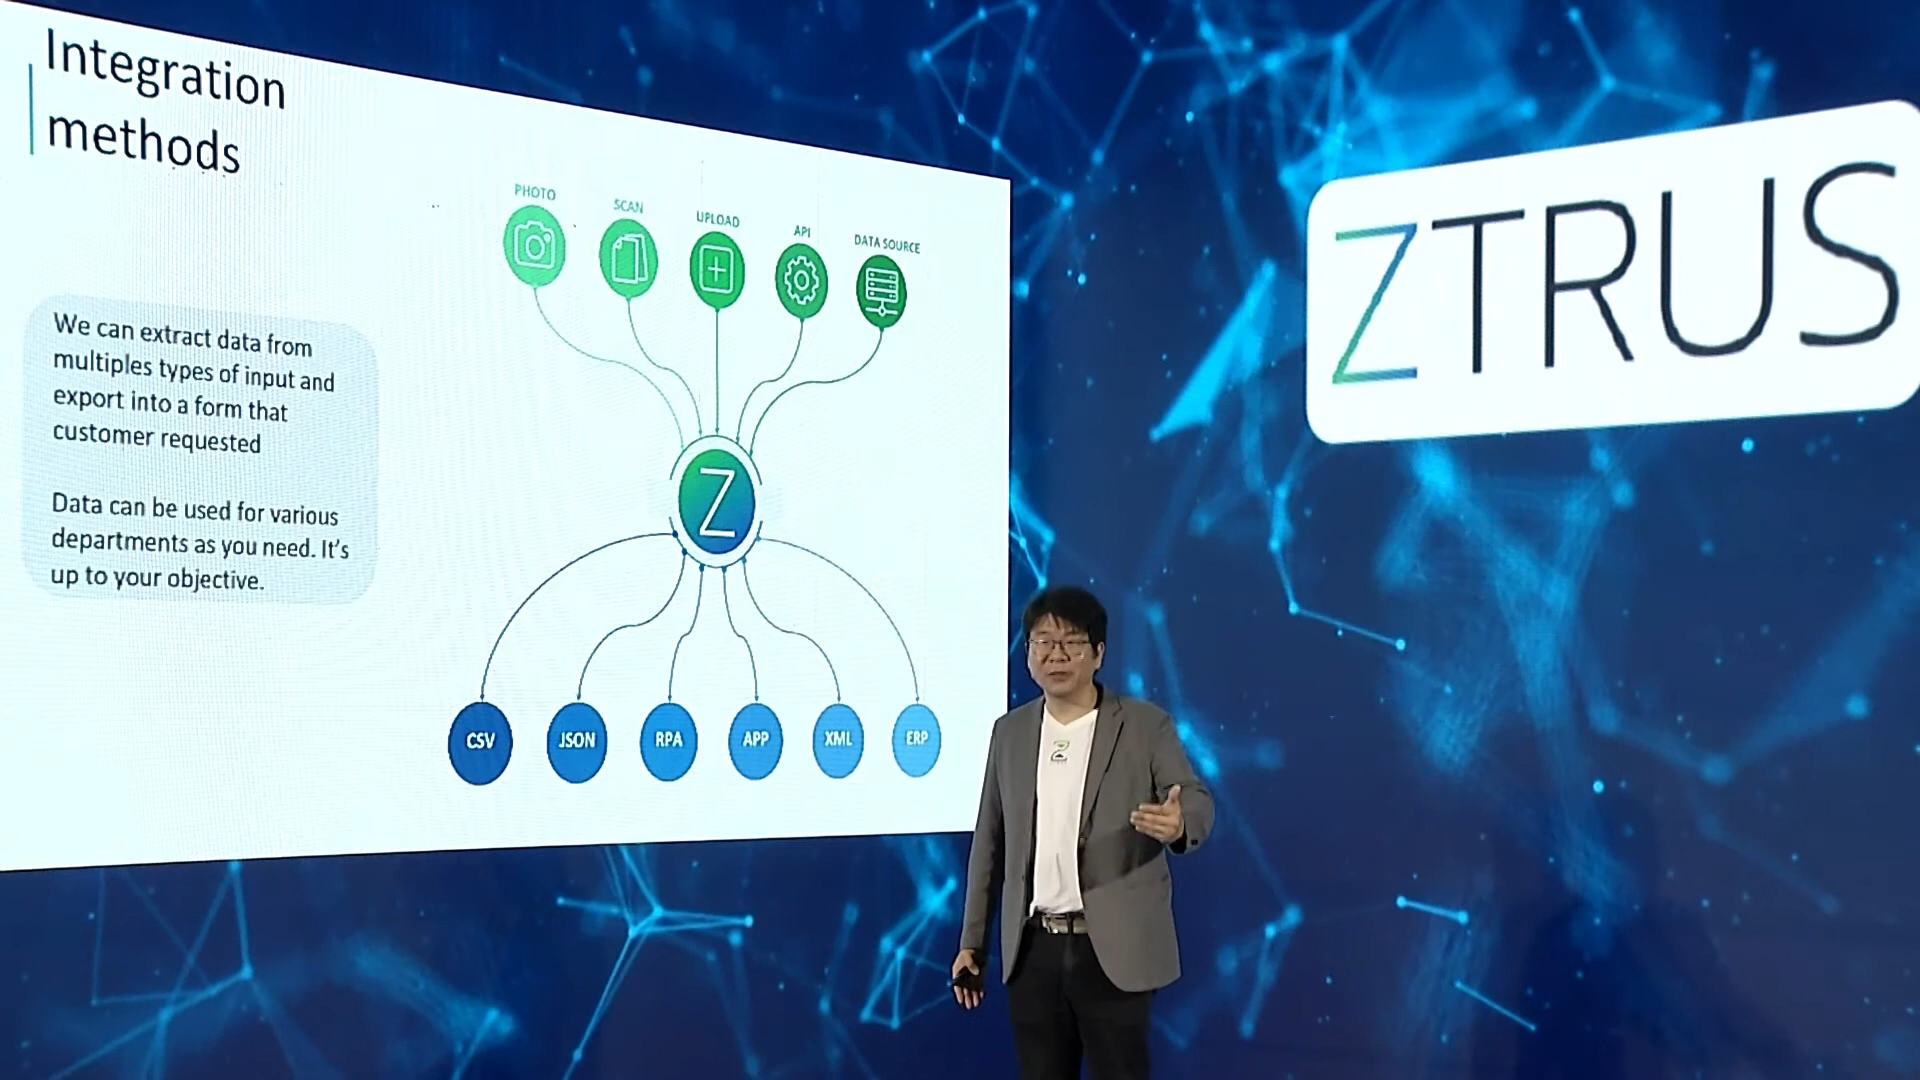 Integration
methods
PHOTO
SCAN
UPLOAD
API
DATA SOURCE
We can extract data from
multiples types of input and
export into a form that
customer requested
Data can be used for various
departments as you need. It's
up to your objective.
Z
CSV
JSON
RPA
APP
XML
ERP
ZTRUS
Z